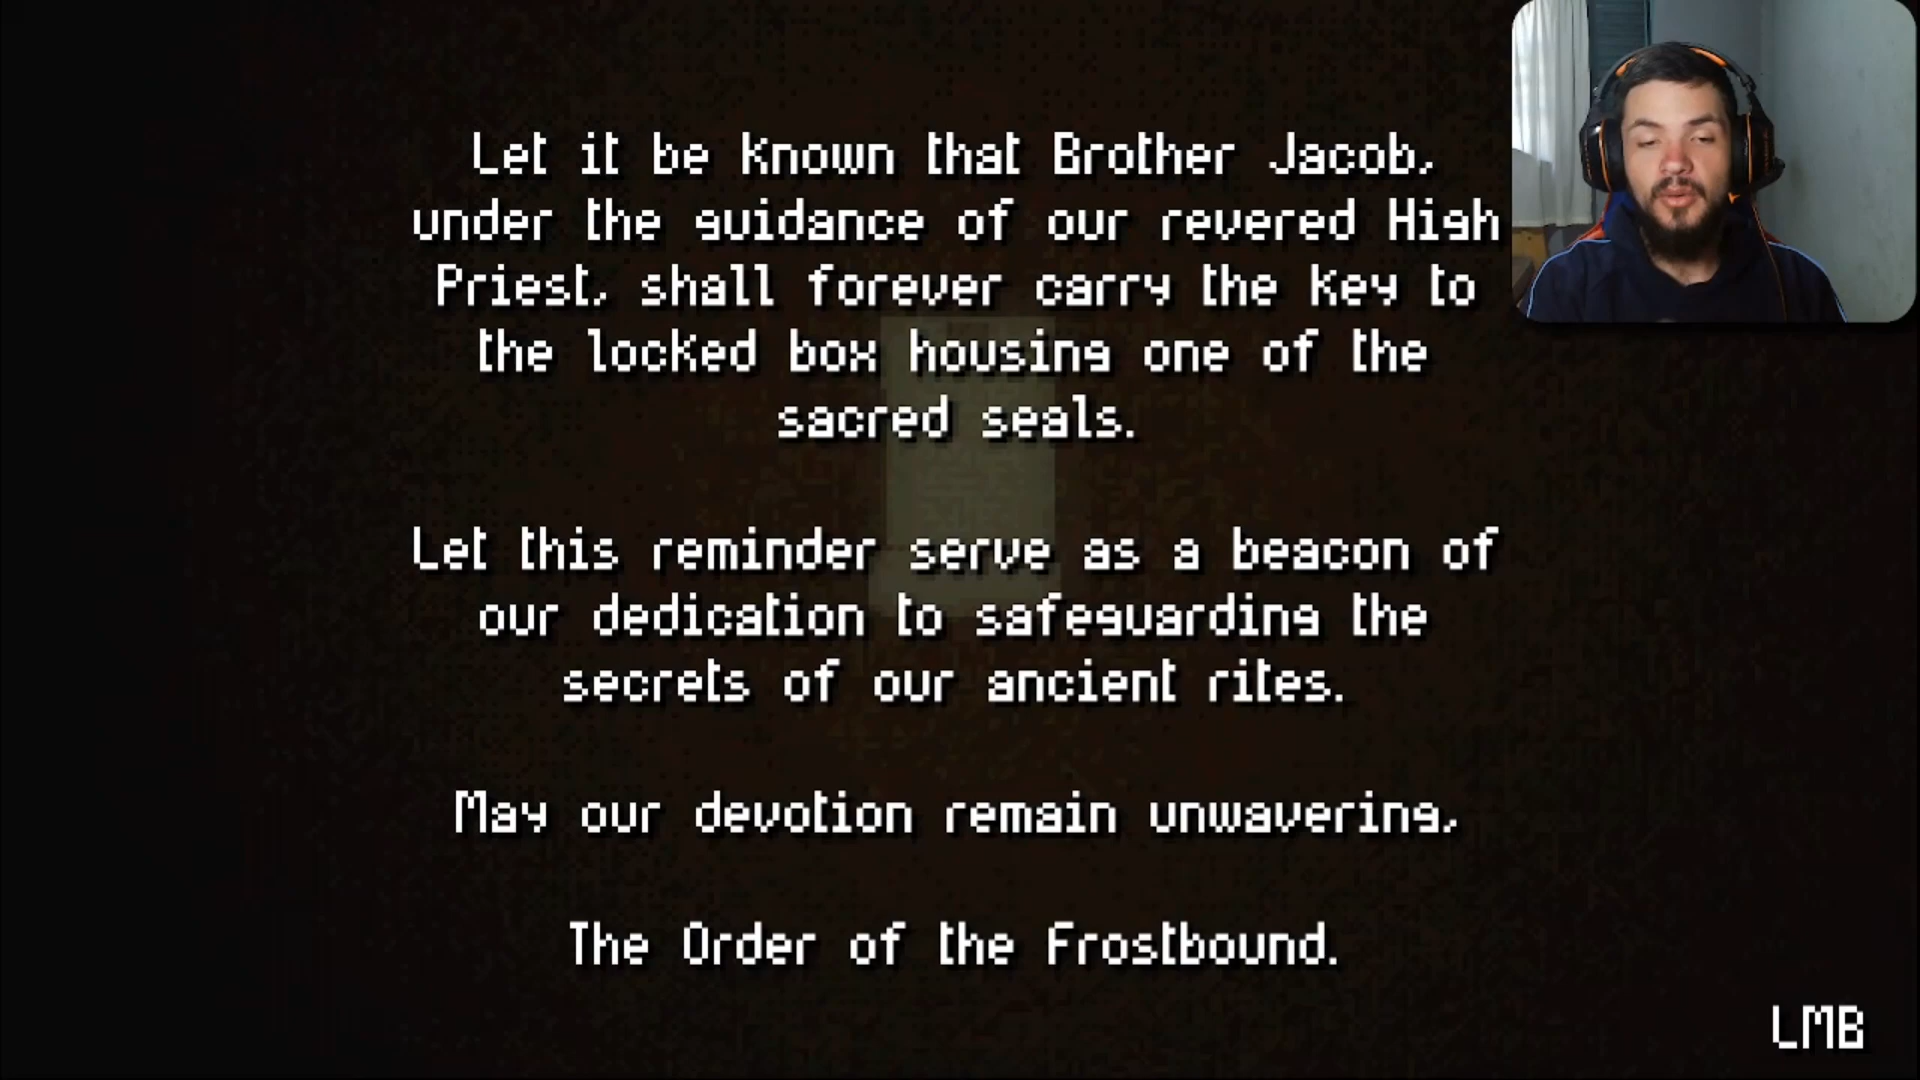 Let it be known that Brother Jacob,
under the guidance of our revered High
Priest, shall forever carry the key to
the locked box housing one of the
sacred seals.
Let this reminder serve as a beacon of
our dedication to safeguarding the
secrets of our ancient rites.
May our devotion remain unwavering,
The Order of the Frostbound.
LMB